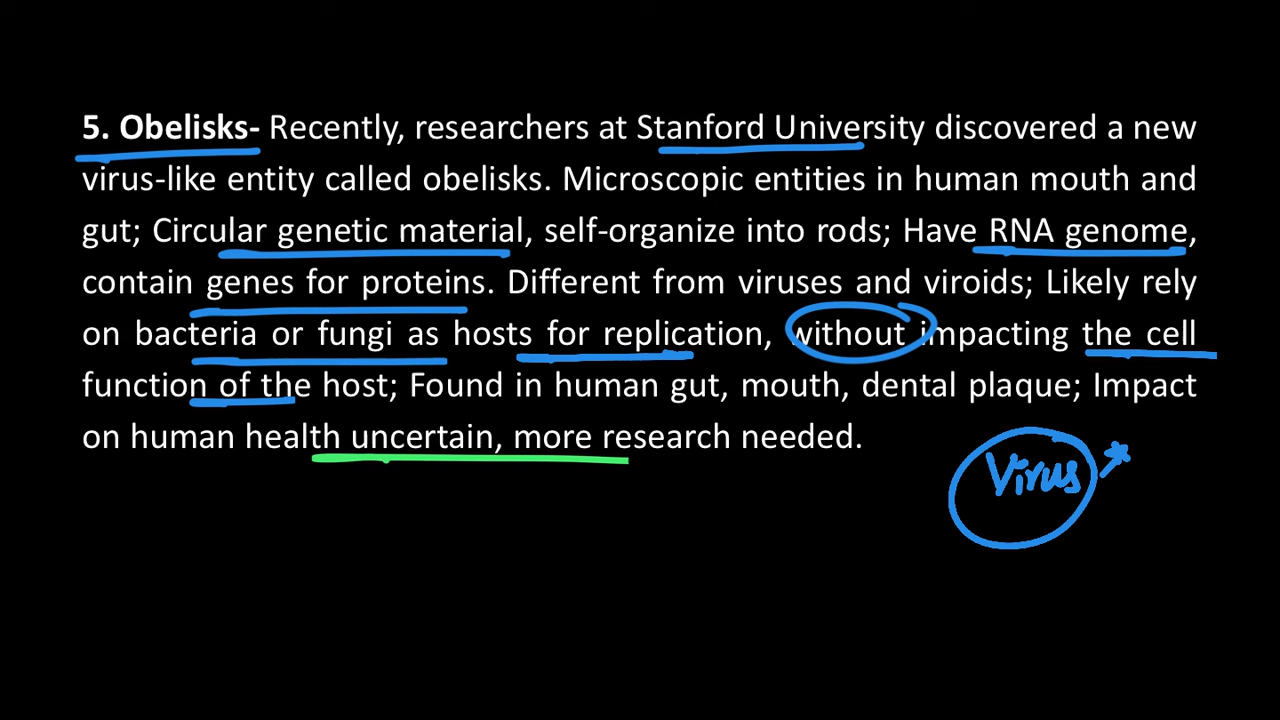 5. Obelisks- Recently, researchers at Stanford University discovered a new
virus-like entity called obelisks. Microscopic entities in human mouth and
gut; Circular genetic material, self-organize into rods; Have RNA genome,
contain genes for proteins. Different from viruses and viroids; Likely rely
on bacteria or fungi as hosts for replication, without impacting the cell
function of the host; Found in human gut, mouth, dental plaque; Impact
on human health uncertain, more research needed.
Virus